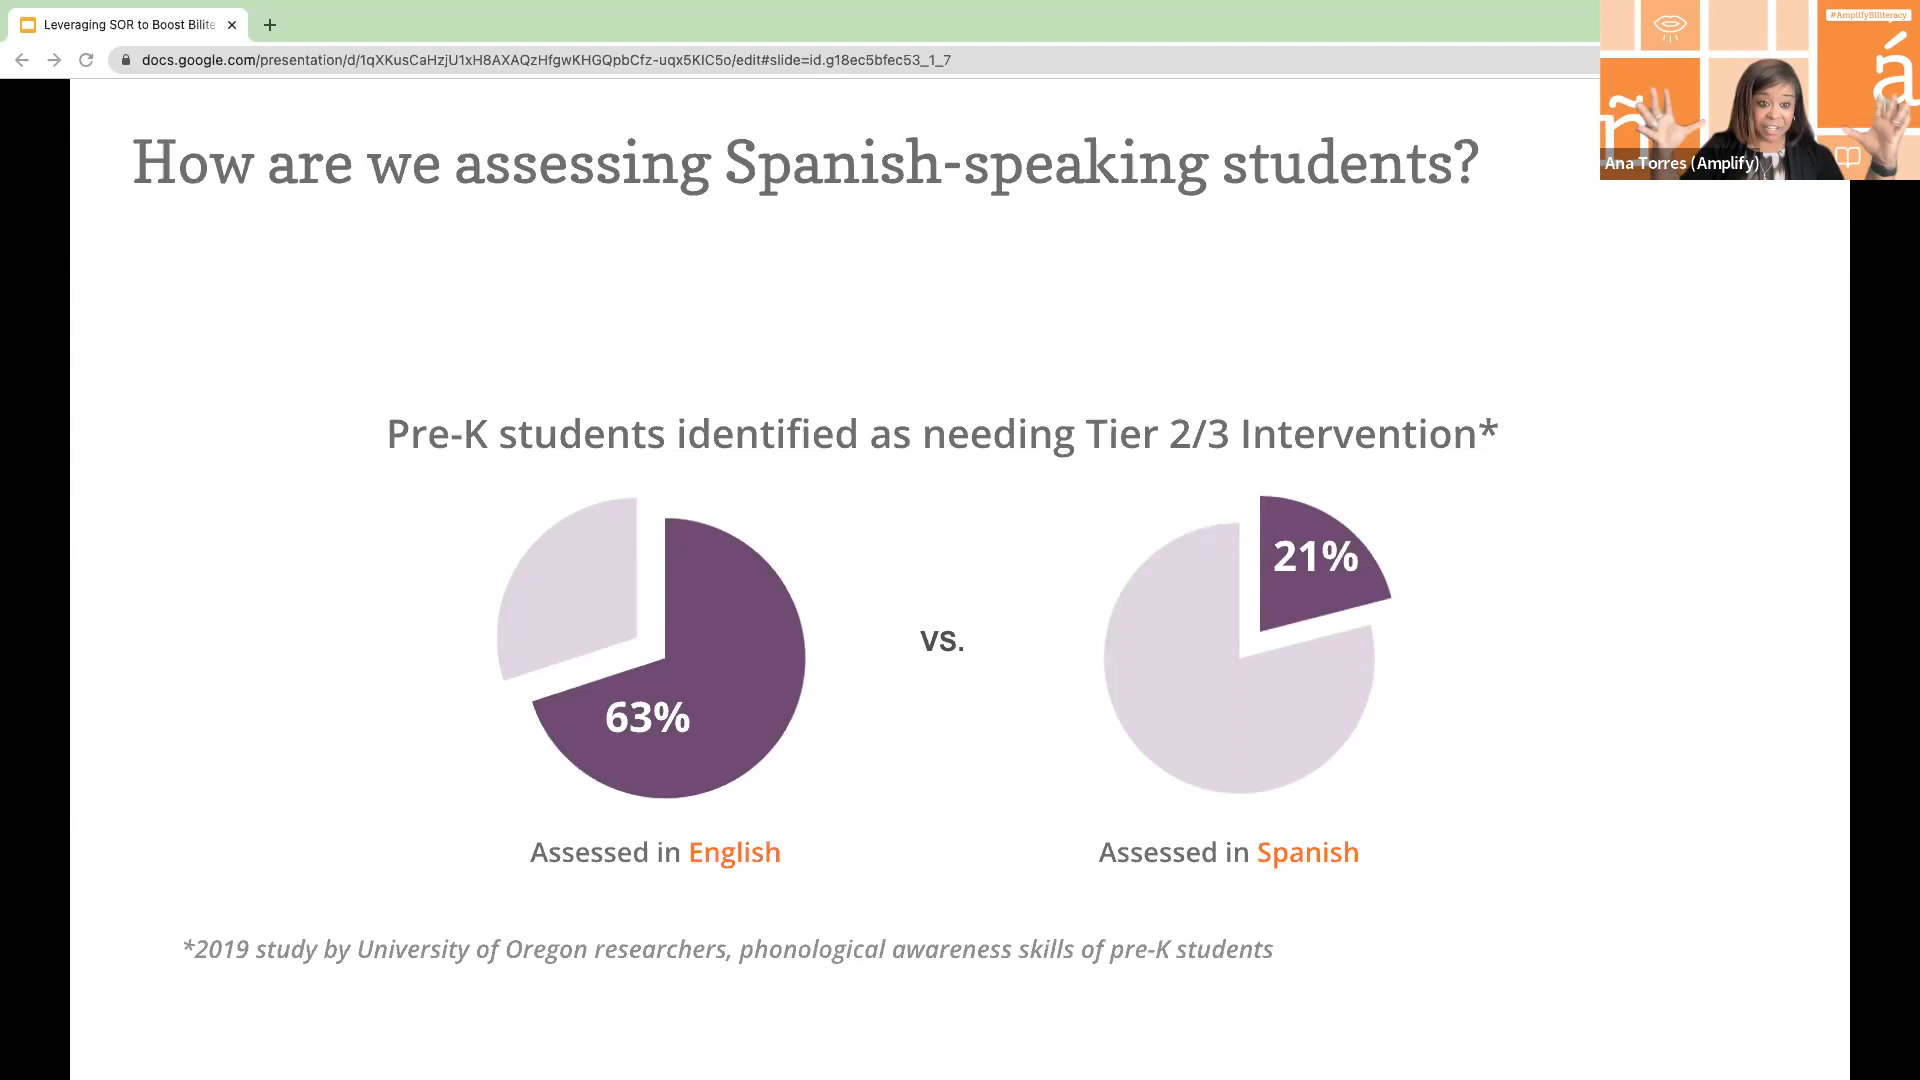 Leveraging SOR to Boost Bilite
docs.google.com/presentation/d/1qXKusCaHzjU1xH8AXAQzHfgwKHGQpbCfz-uqx5KIC5o/edit#slide=id.g18ec5bfec53_1_7
#AmplifyBiliteracy
ñ
á
Ana Torres (Amplify)
How are we assessing Spanish-speaking students?
Pre-K students identified as needing Tier 2/3 Intervention*
63%
vs.
21%
Assessed in English
Assessed in Spanish
*2019 study by University of Oregon researchers, phonological awareness skills of pre-K students